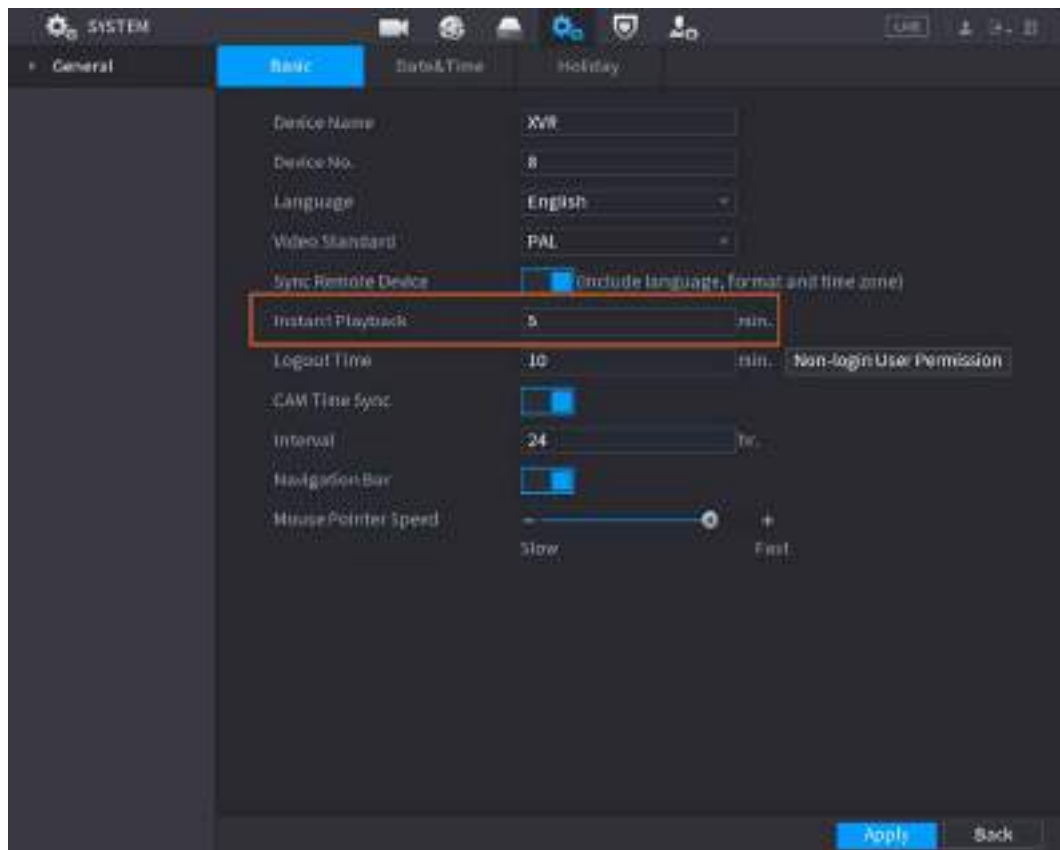 SYSTEM
LIVE
General
Basic Date&Time Holiday
Device Name XVR
Device No. 8
Language English
Video Standard PAL
Sync Remote Device (Include language, format and time zone)
Instant Playback 5 min.
Logout Time 10 min. Non-login User Permission
CAM Time Sync
Interval 24 hr.
Navigation Bar
Mouse Pointer Speed - +
Slow Fast
Apply Back